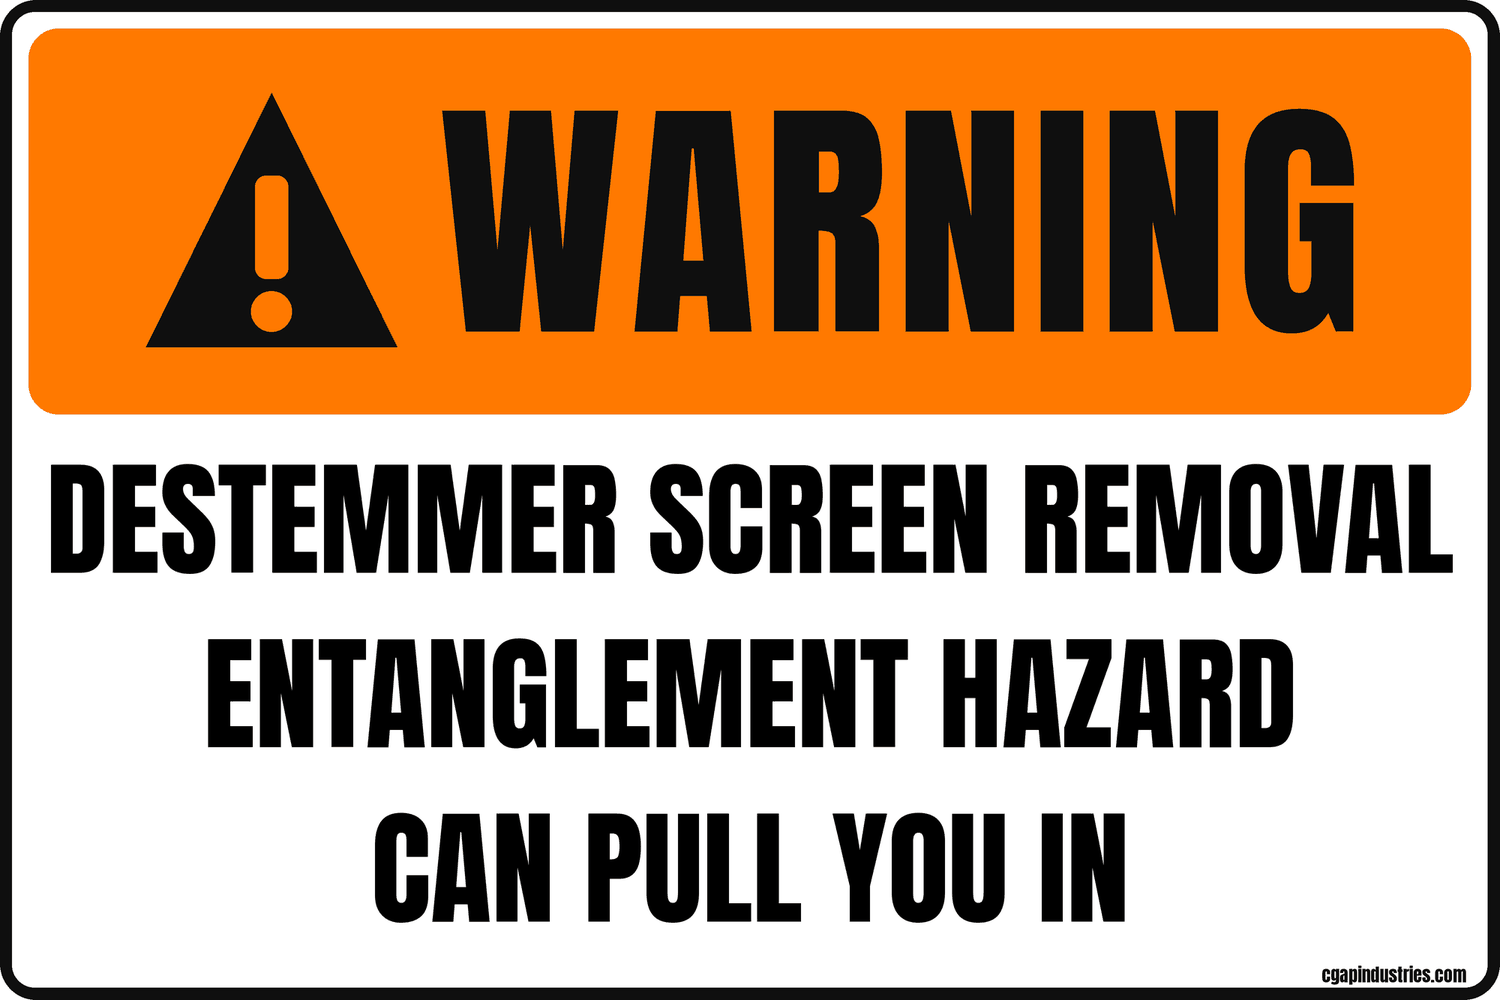 WARNING
DESTEMMER SCREEN REMOVAL
ENTANGLEMENT HAZARD
CAN PULL YOU IN
cgapindustries.com